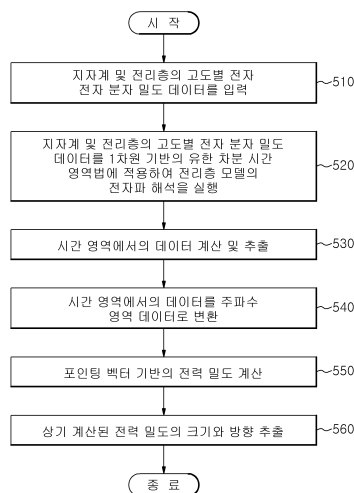 시 작
지자계 및 전리층의 고도별 전자
전자 분자 밀도 데이터를 입력
510
지자계 및 전리층의 고도별 전자 분자 밀도
데이터를 1차원 기반의 유한 차분 시간
영역법에 적용하여 전리층 모델의
전자파 해석을 실행
520
시간 영역에서의 데이터 계산 및 추출
530
시간 영역에서의 데이터를 주파수
영역 데이터로 변환
540
포인팅 벡터 기반의 전력 밀도 계산
550
상기 계산된 전력 밀도의 크기와 방향 추출
560
종 료